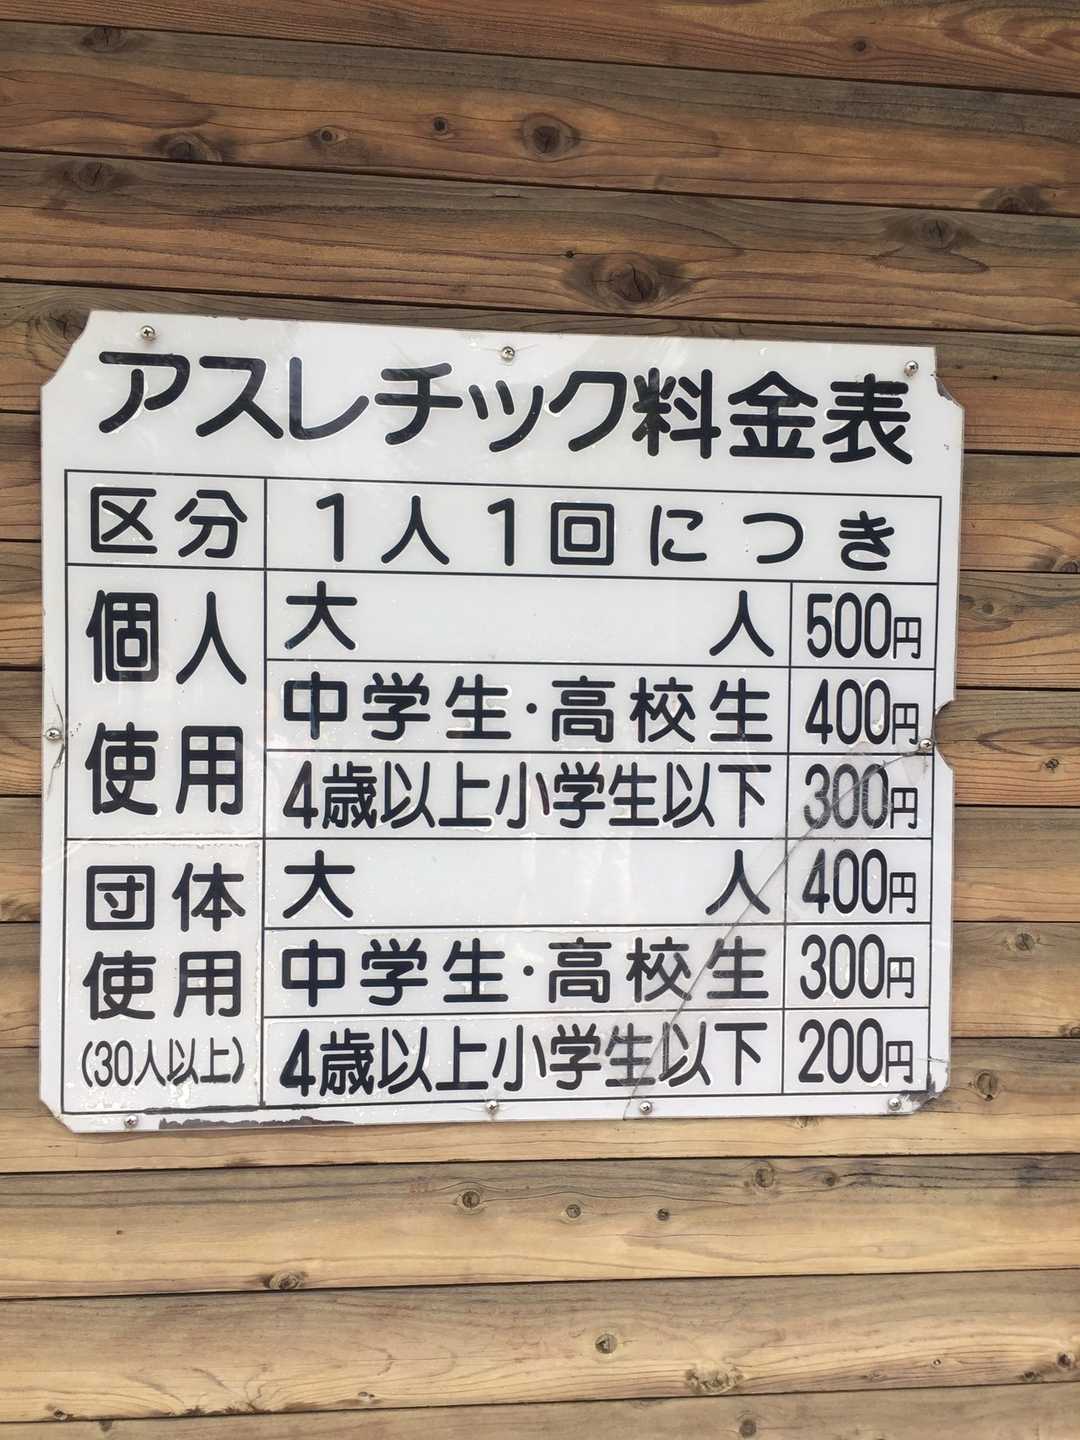 アスレチック料金表
区分 1人1回につき
個人使用
大人 500円
中学生・高校生 400円
4歳以上小学生以下 300円
団体使用
(30人以上)
大人 400円
中学生・高校生 300円
4歳以上小学生以下 200円